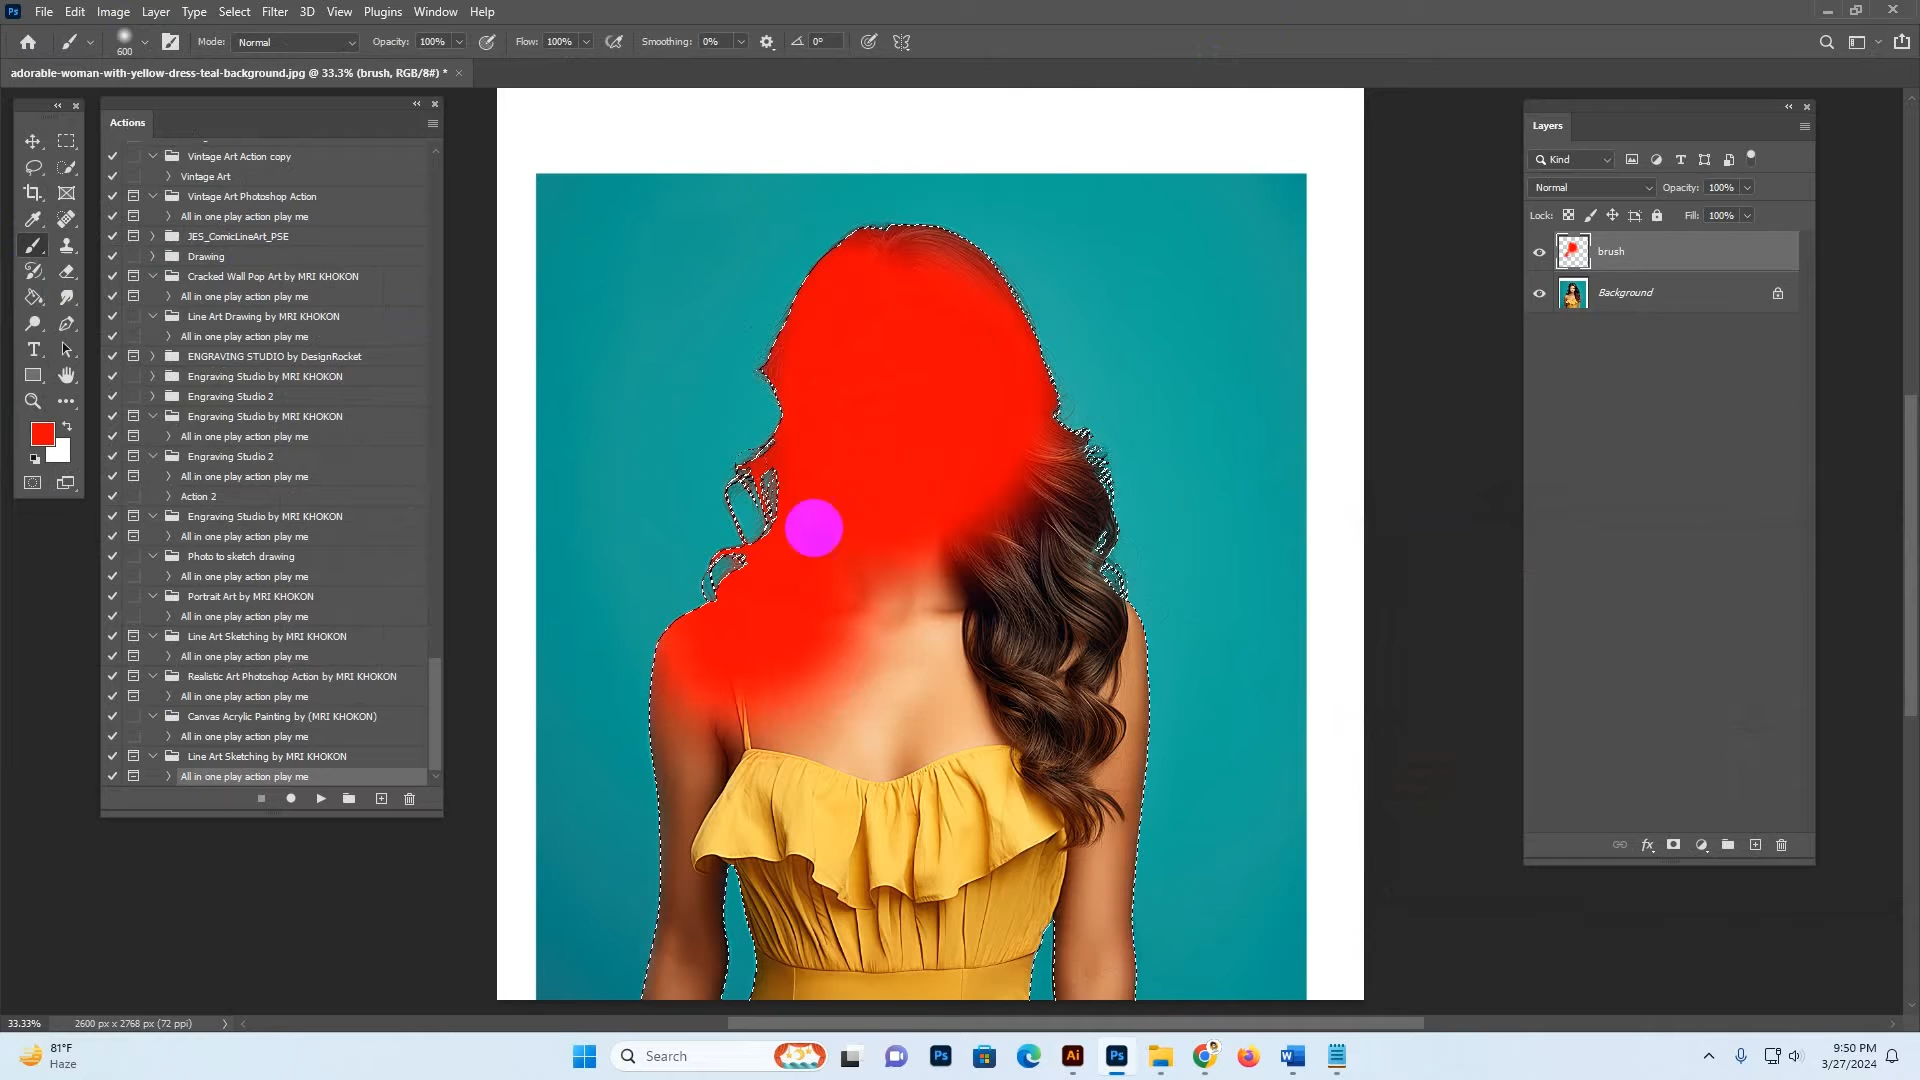 File Edit Image Layer Type Select Filter 3D View Plugins Window Help
600 Mode: Normal Opacity: 100% Flow: 100% Smoothing: 0% 0°
adorable-woman-with-yellow-dress-teal-background.jpg @ 33.3% (brush, RGB/8#) *
Actions
Vintage Art Action copy
Vintage Art
Vintage Art Photoshop Action
All in one play action play me
JES_ComicLineArt_PSE
Drawing
Cracked Wall Pop Art by MRI KHOKON
All in one play action play me
Line Art Drawing by MRI KHOKON
All in one play action play me
ENGRAVING STUDIO by DesignRocket
Engraving Studio by MRI KHOKON
Engraving Studio 2
Engraving Studio by MRI KHOKON
All in one play action play me
Engraving Studio 2
All in one play action play me
Action 2
Engraving Studio by MRI KHOKON
All in one play action play me
Photo to sketch drawing
All in one play action play me
Portrait Art by MRI KHOKON
All in one play action play me
Line Art Sketching by MRI KHOKON
All in one play action play me
Realistic Art Photoshop Action by MRI KHOKON
All in one play action play me
Canvas Acrylic Painting by (MRI KHOKON)
All in one play action play me
Line Art Sketching by MRI KHOKON
All in one play action play me
Layers
Kind
Normal Opacity: 100%
Lock: Fill: 100%
brush
Background
33.33% 2600 px x 2768 px (72 ppi)
81°F
Haze
Search
9:50 PM
3/27/2024